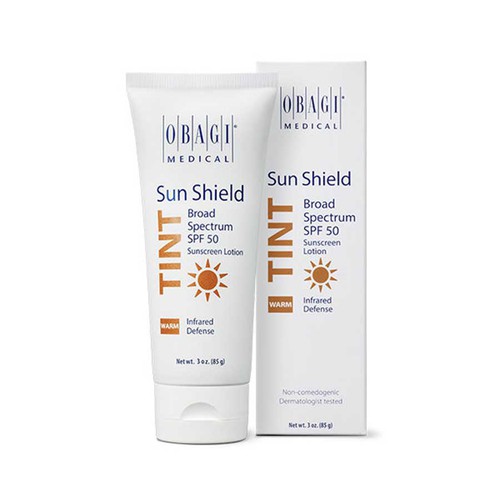 OBAGI®
MEDICAL
Sun Shield
TINT
Broad
Spectrum
SPF 50
Sunscreen Lotion
WARM
Infrared
Defense
Net wt. 3 oz. (85 g)
OBAGI®
MEDICAL
Sun Shield
TINT
Broad
Spectrum
SPF 50
Sunscreen
Lotion
WARM
Infrared
Defense
Non-comedogenic
Dermatologist tested
Net wt. 3 oz. (85 g)